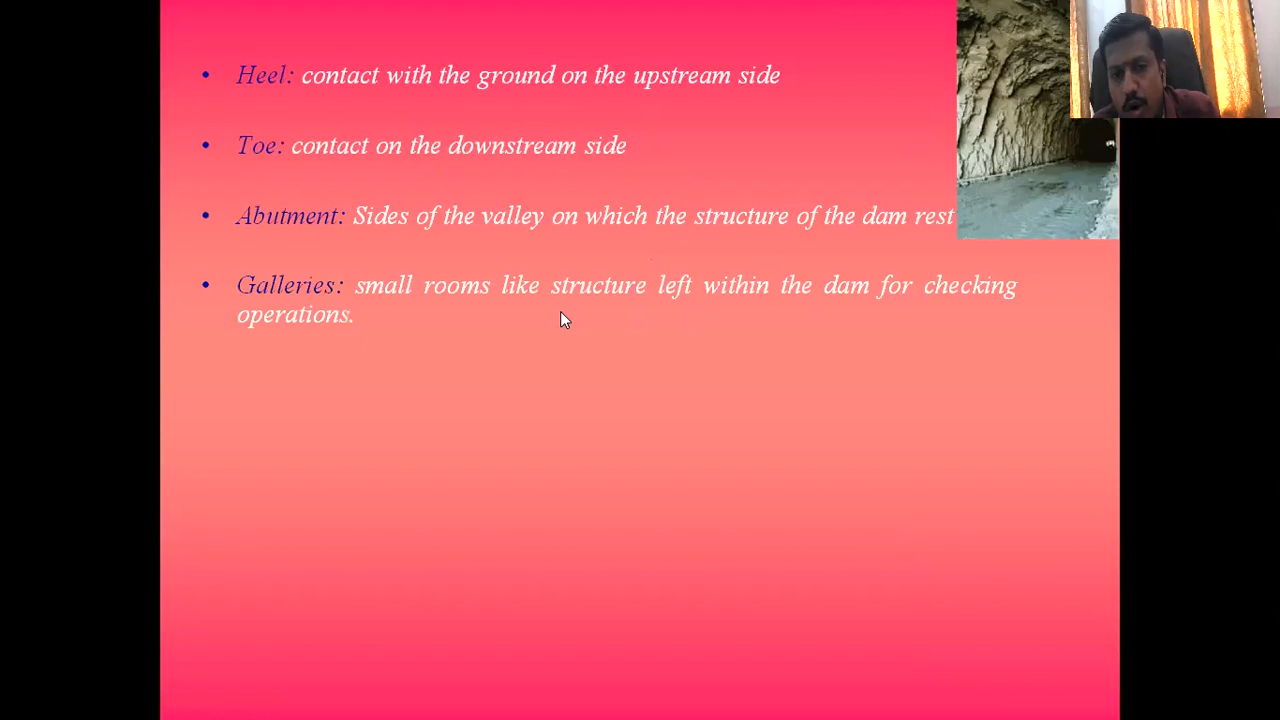 • Heel: contact with the ground on the upstream side
• Toe: contact on the downstream side
• Abutment: Sides of the valley on which the structure of the dam rest
• Galleries: small rooms like structure left within the dam for checking
operations.